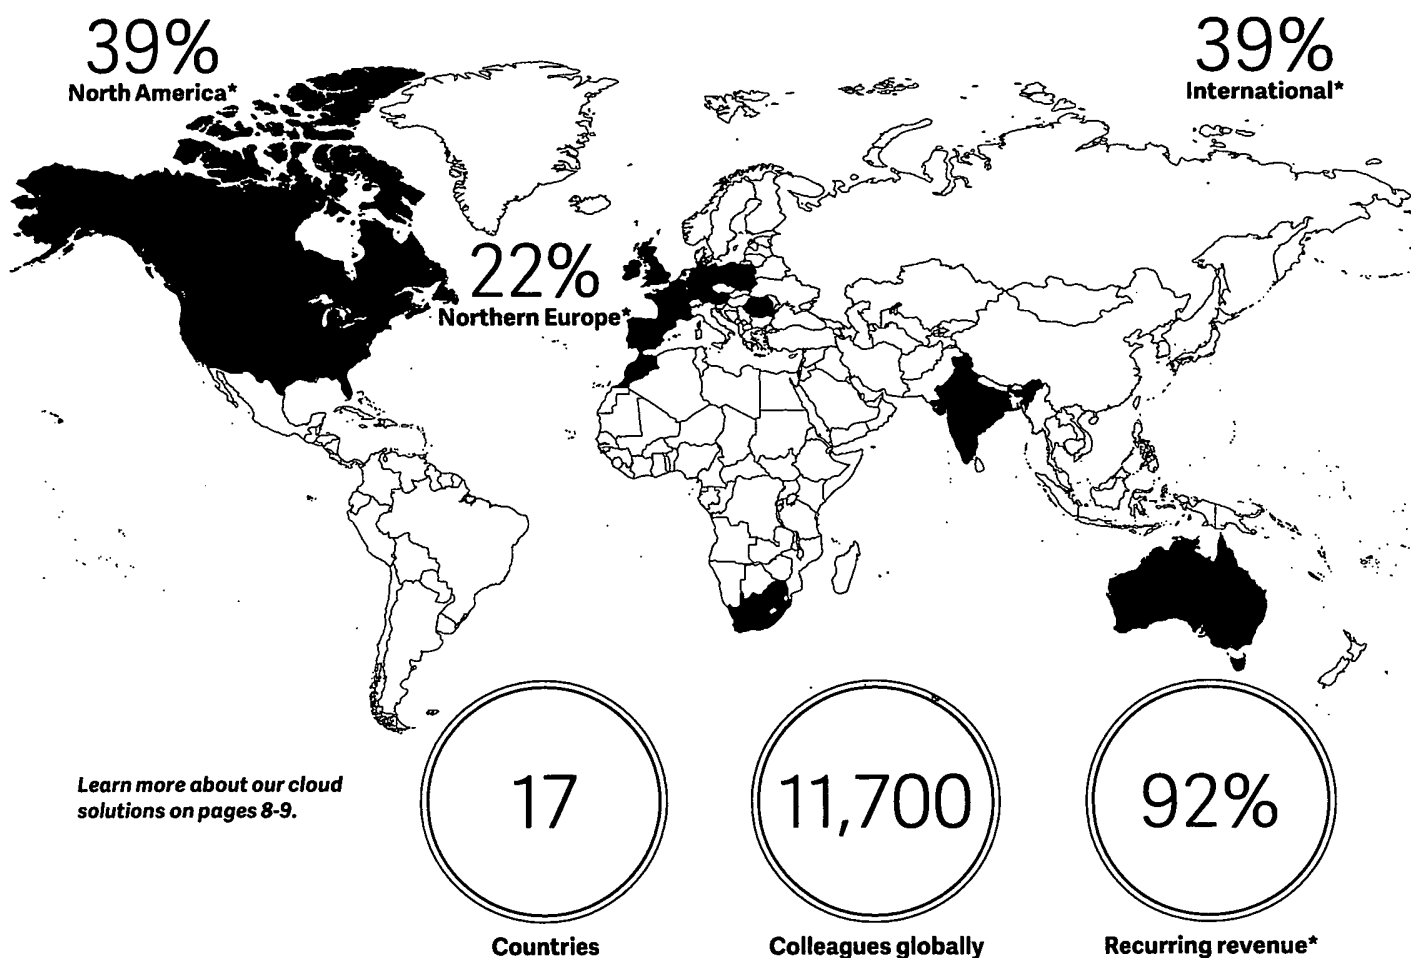 39%
North America*
39%
International*
22%
Northern Europe*
Learn more about our cloud
solutions on pages 8-9.
17
Countries
11,700
Colleagues globally
92%
Recurring revenue*